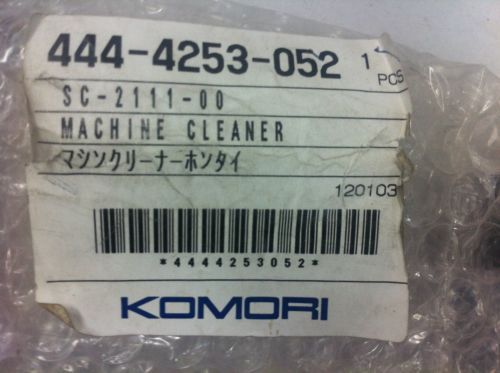 444-4253-052 1
PCS
SC-2111-00
MACHINE CLEANER
マシンクリーナーホンタイ
120103
*4444253052*
KOMORI